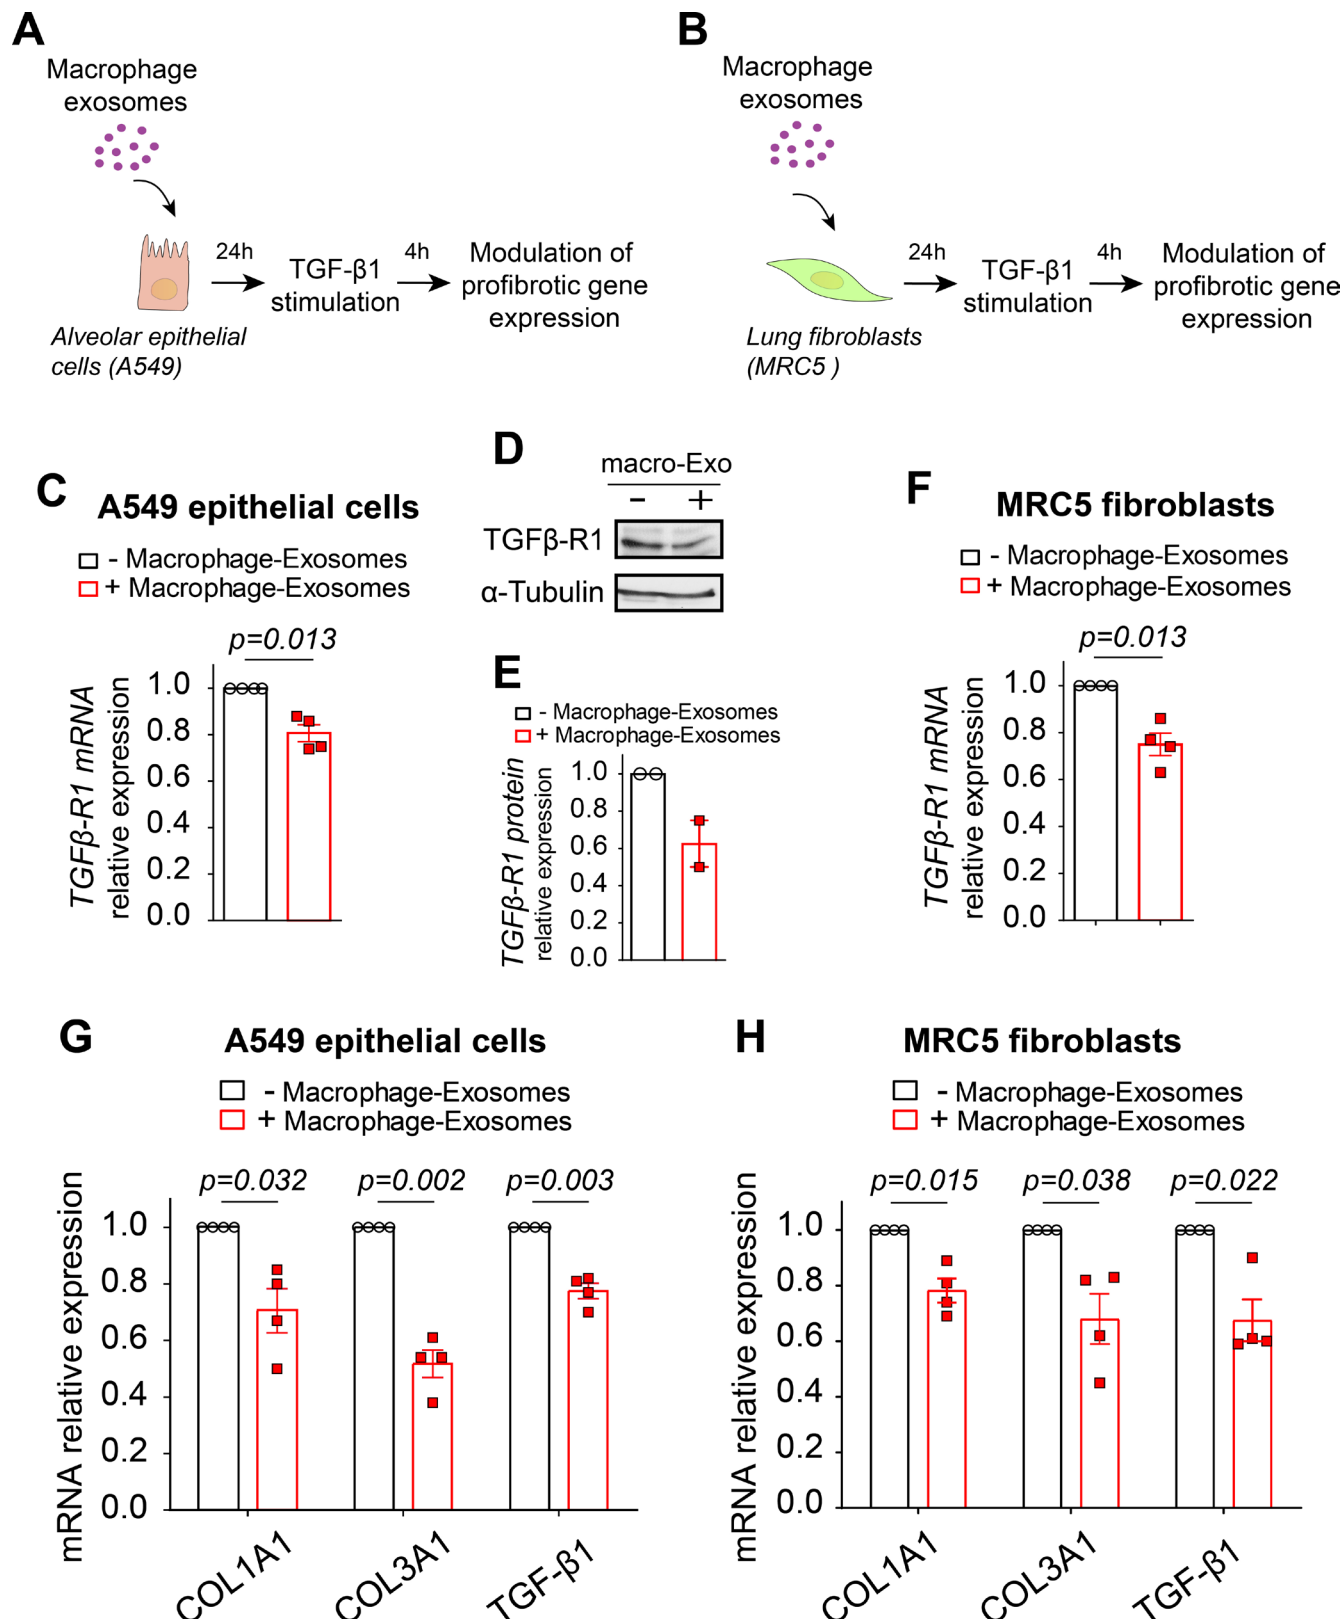 A
Macrophage
exosomes
24h
TGF-β1
stimulation
4h
Modulation of
profibrotic gene
expression
Alveolar epithelial
cells (A549)
B
Macrophage
exosomes
24h
TGF-β1
stimulation
4h
Modulation of
profibrotic gene
expression
Lung fibroblasts
(MRC5 )
C
A549 epithelial cells
- Macrophage-Exosomes
+ Macrophage-Exosomes
p=0.013
TGFβ-R1 mRNA
relative expression
1.0
0.8
0.6
0.4
0.2
0.0
D
macro-Exo
- +
TGFβ-R1
α-Tubulin
E
- Macrophage-Exosomes
+ Macrophage-Exosomes
TGFβ-R1 protein
relative expression
1.0
0.8
0.6
0.4
0.2
0.0
F
MRC5 fibroblasts
- Macrophage-Exosomes
+ Macrophage-Exosomes
p=0.013
TGFβ-R1 mRNA
relative expression
1.0
0.8
0.6
0.4
0.2
0.0
G
A549 epithelial cells
- Macrophage-Exosomes
+ Macrophage-Exosomes
p=0.032 p=0.002 p=0.003
mRNA relative expression
1.0
0.8
0.6
0.4
0.2
0.0
COL1A1 COL3A1 TGF-β1
H
MRC5 fibroblasts
- Macrophage-Exosomes
+ Macrophage-Exosomes
p=0.015 p=0.038 p=0.022
mRNA relative expression
1.0
0.8
0.6
0.4
0.2
0.0
COL1A1 COL3A1 TGF-β1